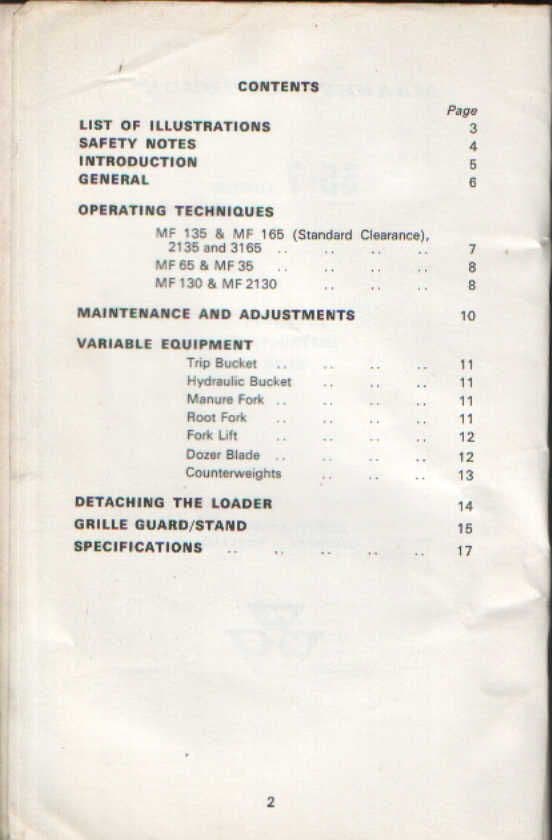 CONTENTS
Page
LIST OF ILLUSTRATIONS 3
SAFETY NOTES 4
INTRODUCTION 5
GENERAL 6
OPERATING TECHNIQUES
MF 135 & MF 165 (Standard Clearance),
2135 and 3165 .. .. .. .. 7
MF 65 & MF 35 .. .. .. .. 8
MF 130 & MF 2130 .. .. .. 8
MAINTENANCE AND ADJUSTMENTS 10
VARIABLE EQUIPMENT
Trip Bucket .. .. .. .. 11
Hydraulic Bucket .. .. .. 11
Manure Fork .. .. .. .. 11
Root Fork .. .. .. .. 11
Fork Lift .. .. .. .. 12
Dozer Blade .. .. .. .. 12
Counterweights .. .. .. 13
DETACHING THE LOADER 14
GRILLE GUARD/STAND 15
SPECIFICATIONS .. .. .. .. .. 17
2